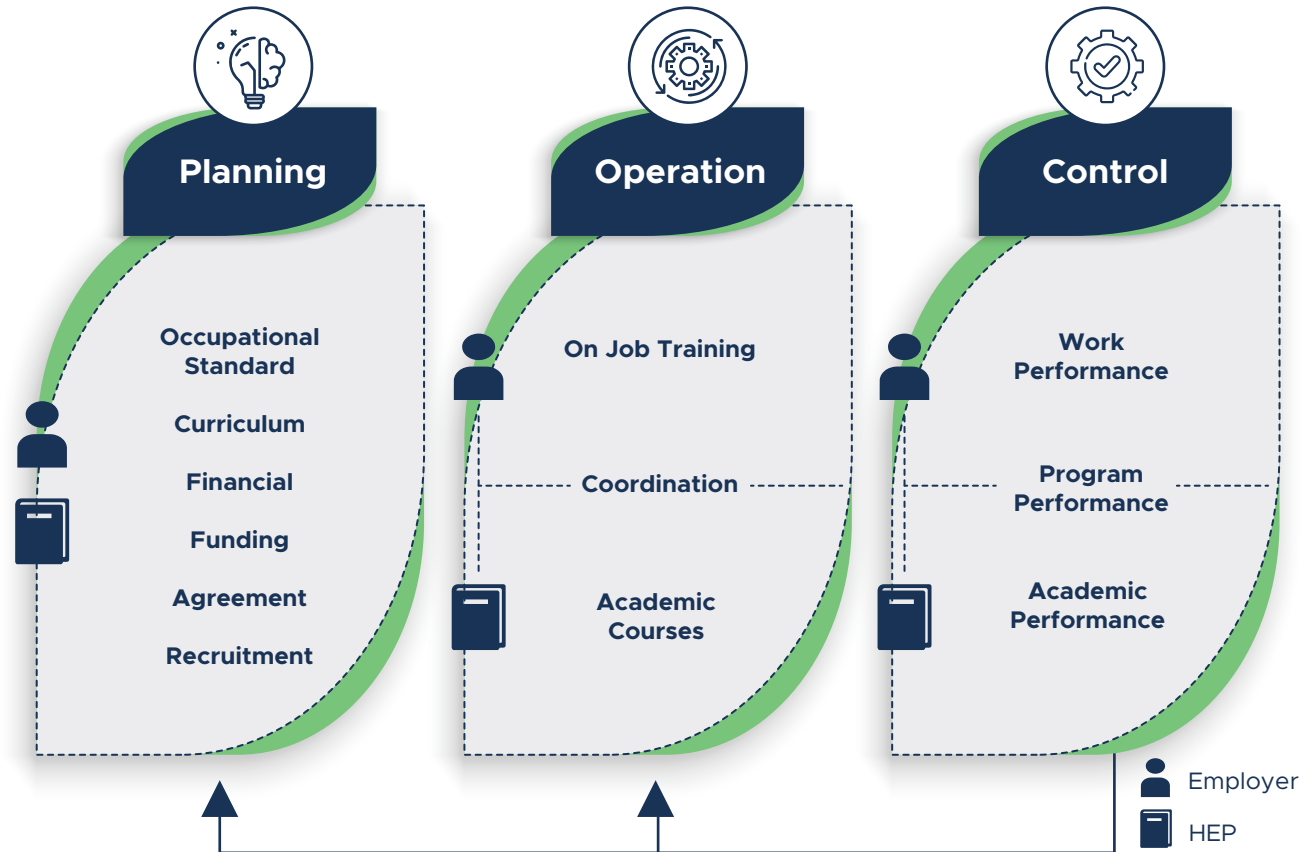 Planning
Occupational
Standard
Curriculum
Financial
Funding
Agreement
Recruitment
Operation
On Job Training
Coordination
Academic
Courses
Control
Work
Performance
Program
Performance
Academic
Performance
Employer
HEP